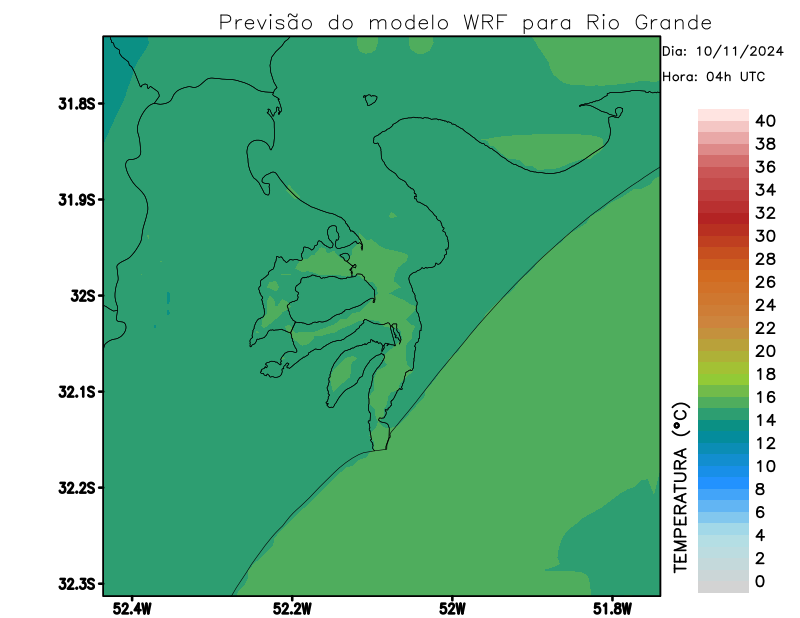 Previsão do modelo WRF para Rio Grande
Dia: 10/11/2024
Hora: 04h UTC
31.8S
31.9S
32S
32.1S
32.2S
32.3S
52.4W
52.2W
52W
51.8W
TEMPERATURA (°C)
40
38
36
34
32
30
28
26
24
22
20
18
16
14
12
10
8
6
4
2
0